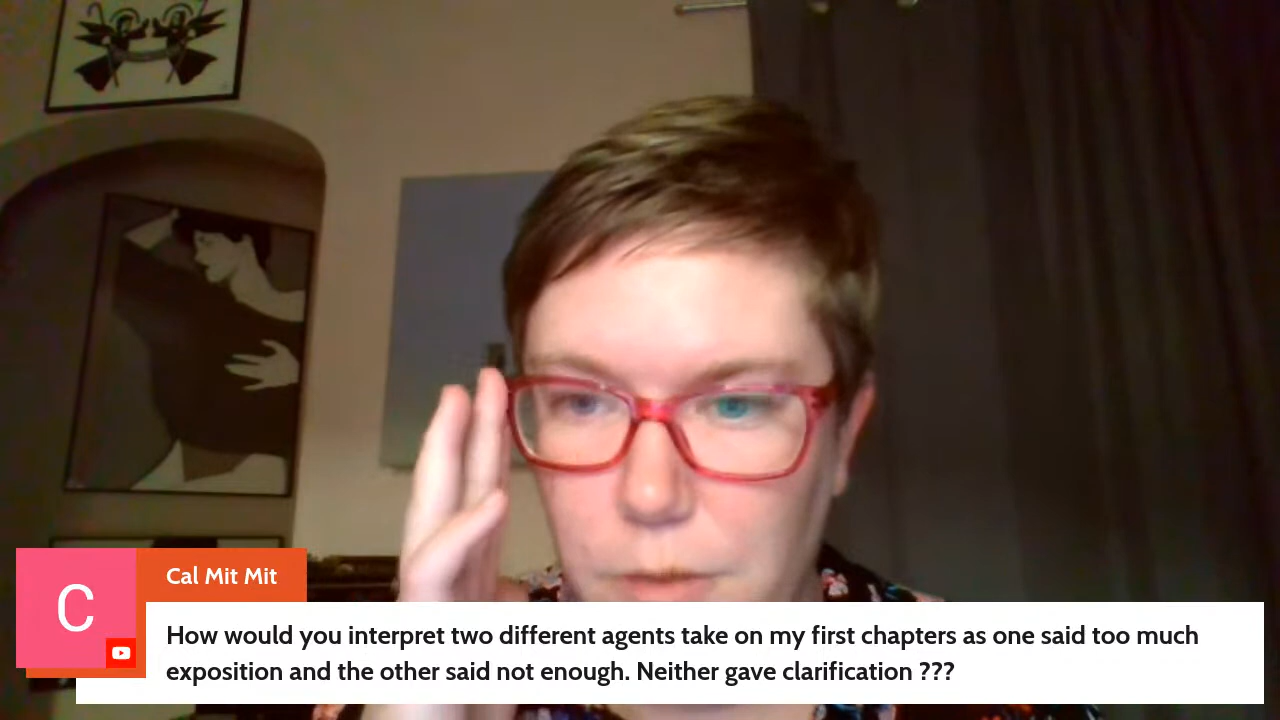 C
Cal Mit Mit
How would you interpret two different agents take on my first chapters as one said too much
exposition and the other said not enough. Neither gave clarification ???